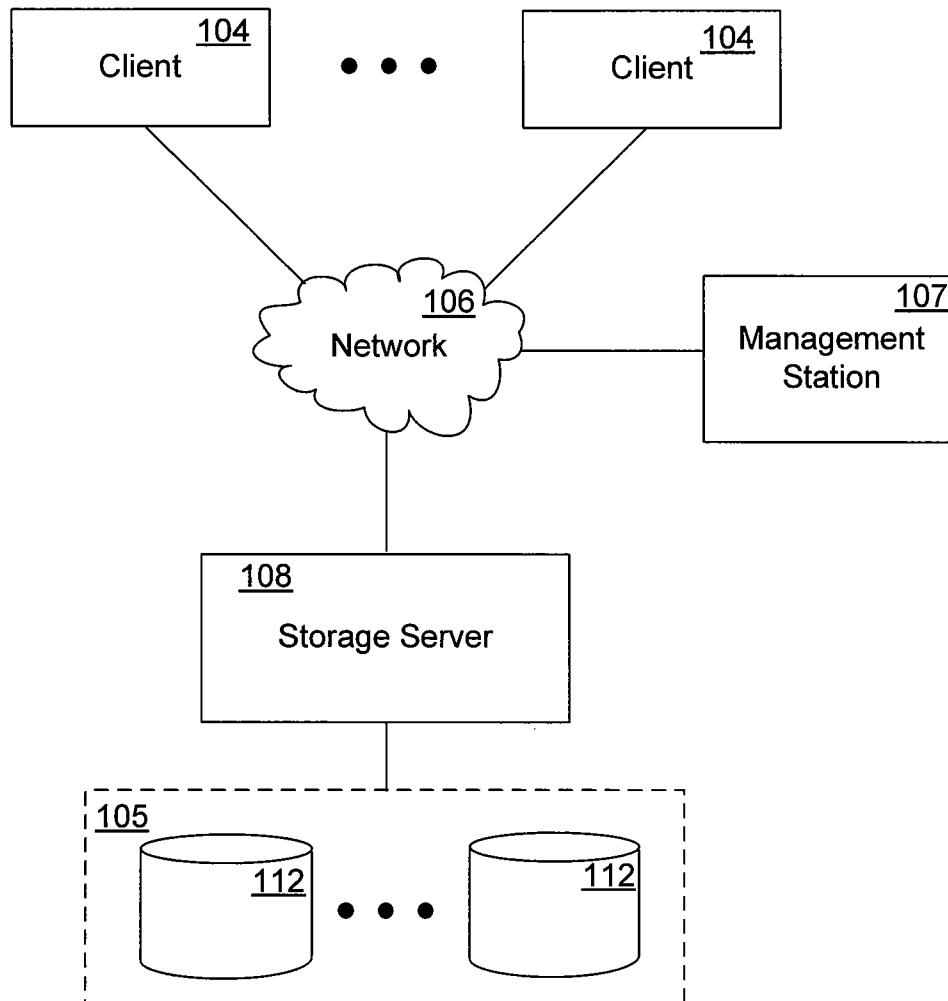 104
Client
104
Client
106
Network
107
Management
Station
108
Storage Server
105
112
112